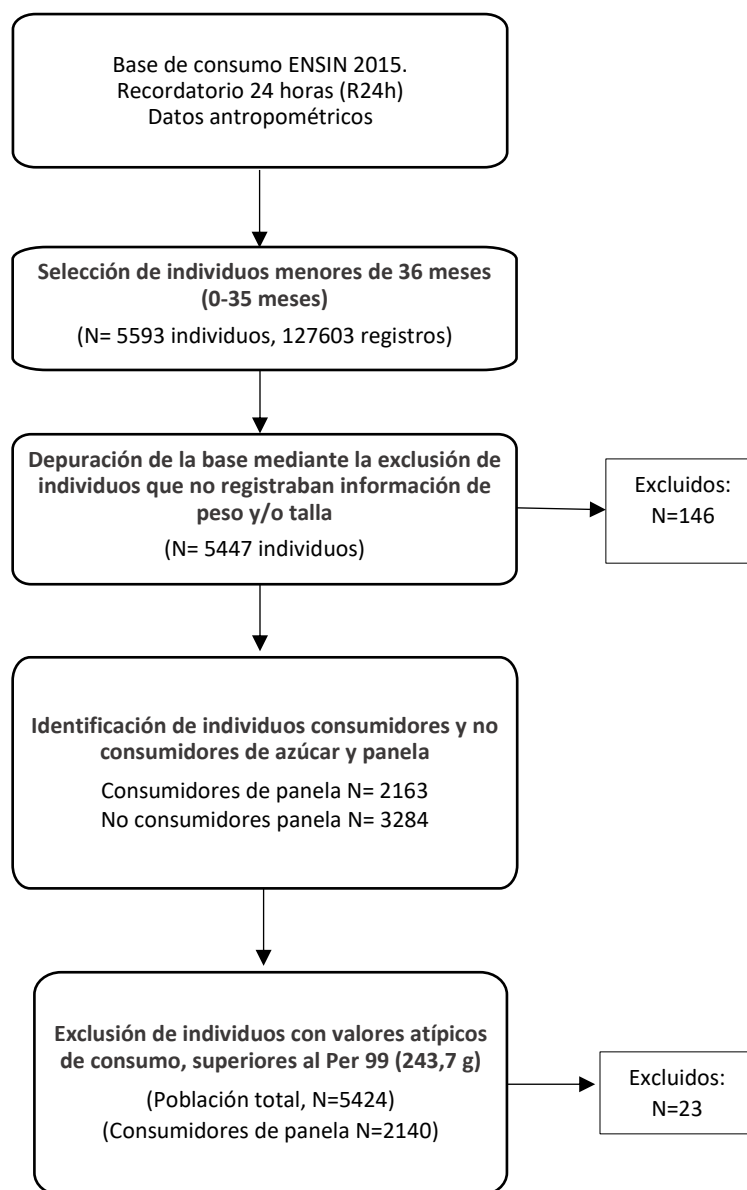 Base de consumo ENSIN 2015.
Recordatorio 24 horas (R24h)
Datos antropométricos
Selección de individuos menores de 36 meses
(0-35 meses)
(N= 5593 individuos, 127603 registros)
Depuración de la base mediante la exclusión de
individuos que no registraban información de
peso y/o talla
(N= 5447 individuos)
Excluidos:
N=146
Identificación de individuos consumidores y no
consumidores de azúcar y panela
Consumidores de panela N= 2163
No consumidores panela N= 3284
Exclusión de individuos con valores atípicos
de consumo, superiores al Per 99 (243,7 g)
(Población total, N=5424)
(Consumidores de panela N=2140)
Excluidos:
N=23